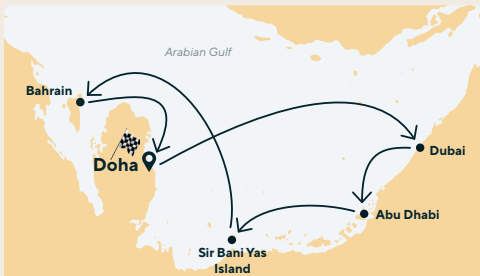 Arabian Gulf
Bahrain
Doha
Dubai
Abu Dhabi
Sir Bani Yas
Island